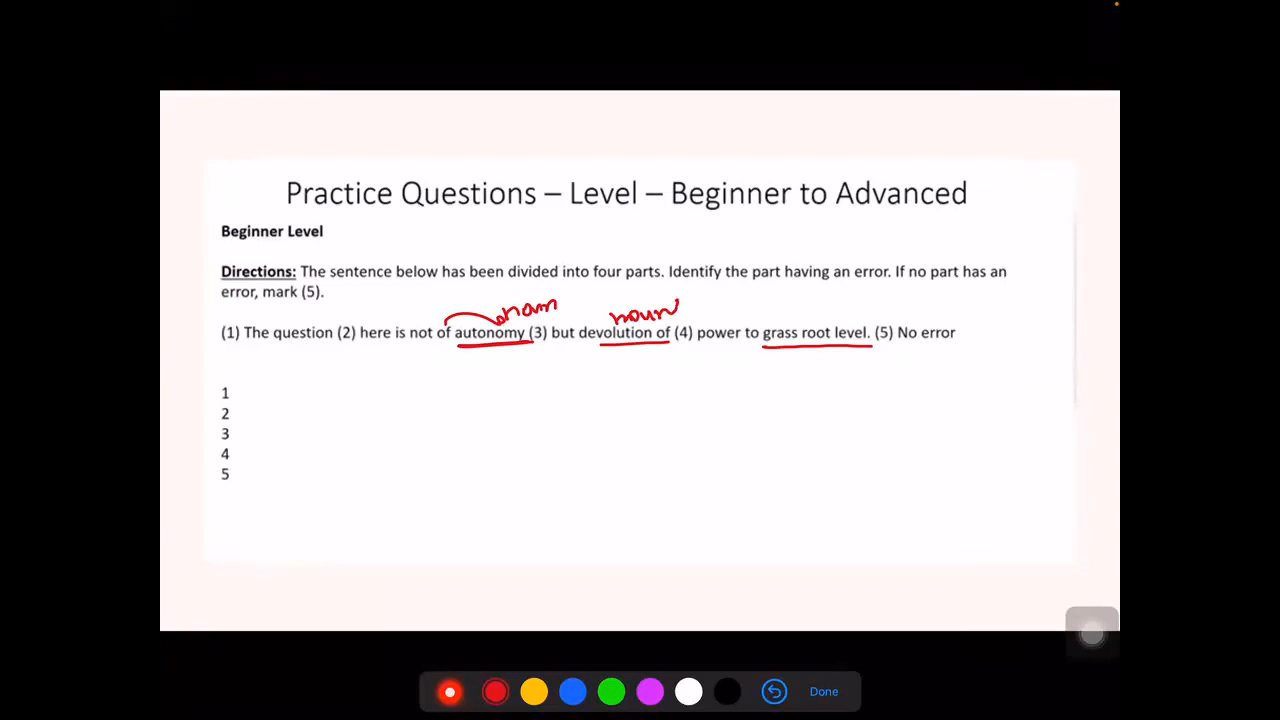 Practice Questions – Level – Beginner to Advanced
Beginner Level
Directions: The sentence below has been divided into four parts. Identify the part having an error. If no part has an
error, mark (5).
noun noun
(1) The question (2) here is not of autonomy (3) but devolution of (4) power to grass root level. (5) No error
1
2
3
4
5
Done